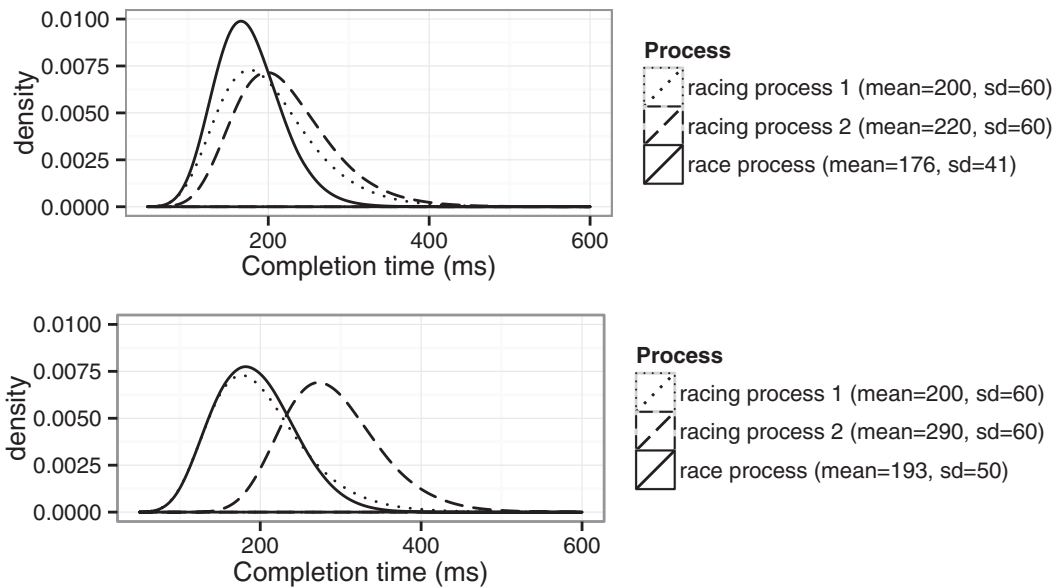 0.0100
0.0075
0.0050
0.0025
0.0000
density
200 400 600
Completion time (ms)
Process
racing process 1 (mean=200, sd=60)
racing process 2 (mean=220, sd=60)
race process (mean=176, sd=41)
0.0100
0.0075
0.0050
0.0025
0.0000
density
200 400 600
Completion time (ms)
Process
racing process 1 (mean=200, sd=60)
racing process 2 (mean=290, sd=60)
race process (mean=193, sd=50)